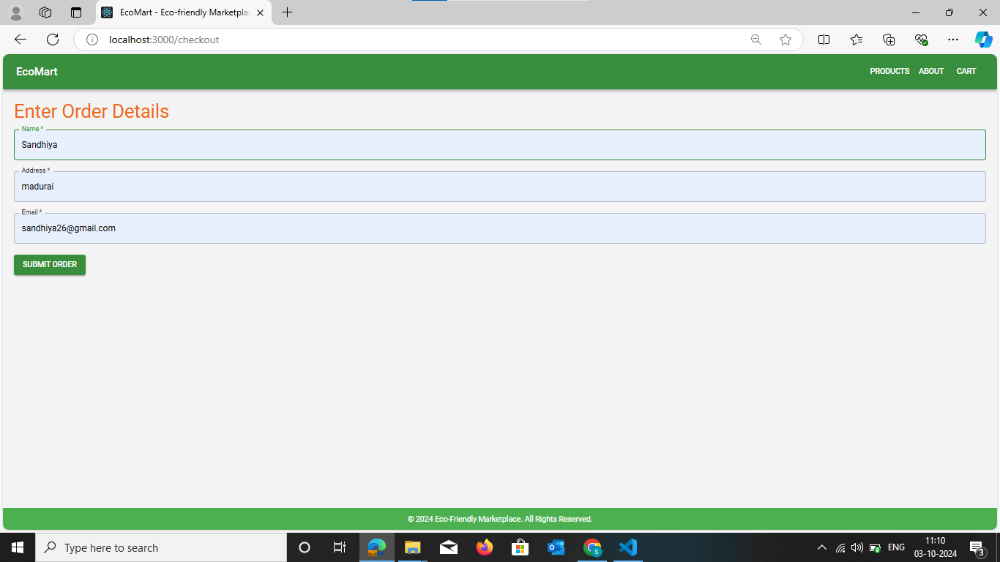 EcoMart - Eco-friendly Marketplac
localhost:3000/checkout
EcoMart
PRODUCTS ABOUT CART
Enter Order Details
Name *
Sandhiya
Address *
madurai
Email *
sandhiya26@gmail.com
SUBMIT ORDER
© 2024 Eco-Friendly Marketplace. All Rights Reserved.
Type here to search
S
ENG
11:10
03-10-2024
3